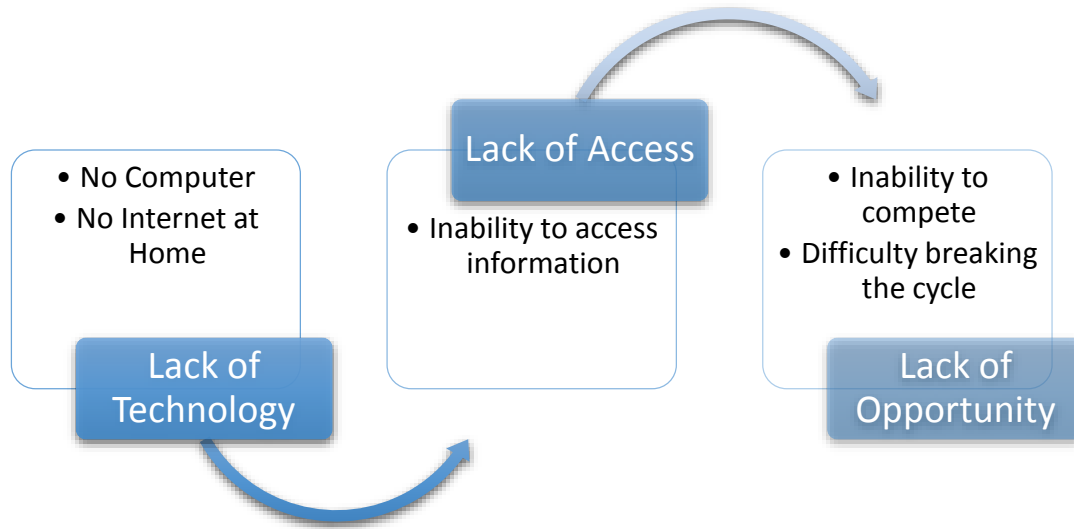 • No Computer
• No Internet at
Home
Lack of
Technology
Lack of Access
• Inability to access
information
• Inability to
compete
• Difficulty breaking
the cycle
Lack of
Opportunity